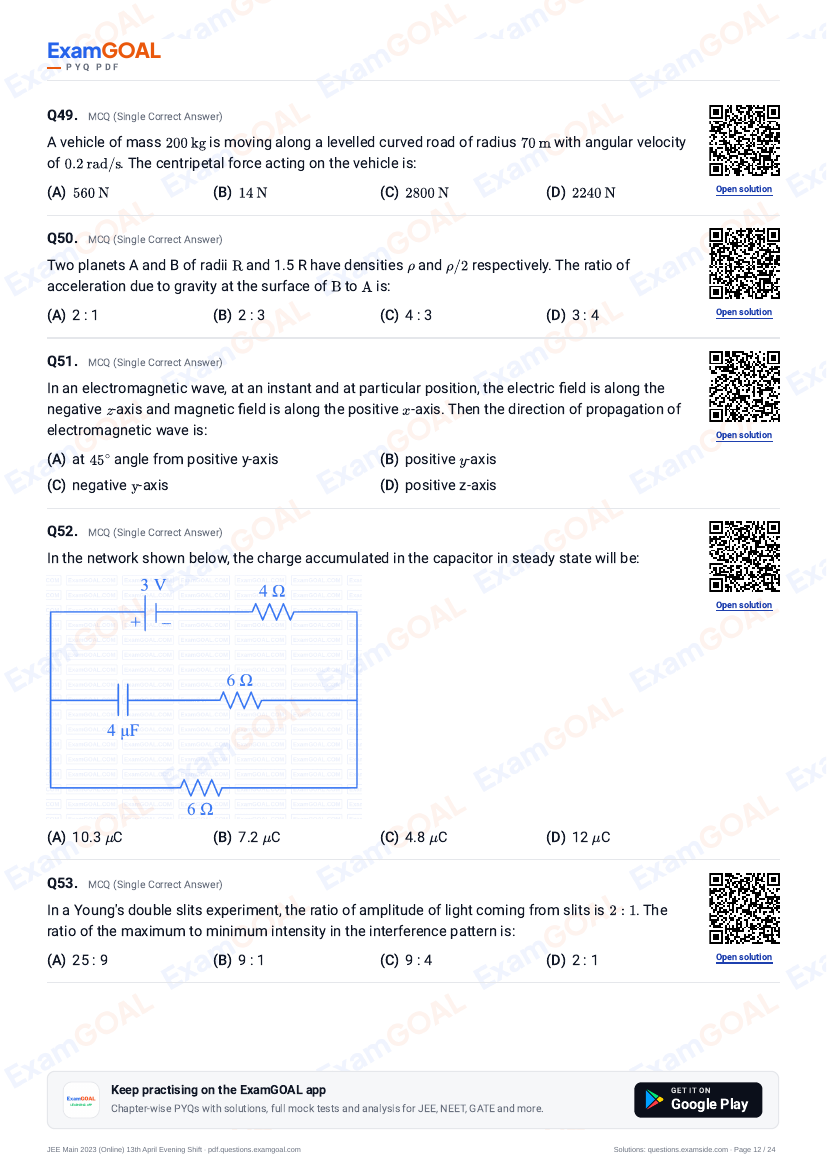 ExamGOAL
PYQ PDF
Q49. MCQ (Single Correct Answer)
A vehicle of mass 200 kg is moving along a levelled curved road of radius 70 m with angular velocity
of 0.2 rad/s. The centripetal force acting on the vehicle is:
(A) 560 N (B) 14 N (C) 2800 N (D) 2240 N
Open solution
Q50. MCQ (Single Correct Answer)
Two planets A and B of radii R and 1.5 R have densities ρ and ρ/2 respectively. The ratio of
acceleration due to gravity at the surface of B to A is:
(A) 2 : 1 (B) 2 : 3 (C) 4 : 3 (D) 3 : 4
Open solution
Q51. MCQ (Single Correct Answer)
In an electromagnetic wave, at an instant and at particular position, the electric field is along the
negative z-axis and magnetic field is along the positive x-axis. Then the direction of propagation of
electromagnetic wave is:
(A) at 45° angle from positive y-axis (B) positive y-axis
(C) negative y-axis (D) positive z-axis
Open solution
Q52. MCQ (Single Correct Answer)
In the network shown below, the charge accumulated in the capacitor in steady state will be:
Open solution
3 V
4 Ω
+ −
6 Ω
4 μF
6 Ω
(A) 10.3 μC (B) 7.2 μC (C) 4.8 μC (D) 12 μC
Q53. MCQ (Single Correct Answer)
In a Young's double slits experiment, the ratio of amplitude of light coming from slits is 2 : 1. The
ratio of the maximum to minimum intensity in the interference pattern is:
(A) 25 : 9 (B) 9 : 1 (C) 9 : 4 (D) 2 : 1
Open solution
ExamGOAL
Keep practising on the ExamGOAL app
Chapter-wise PYQs with solutions, full mock tests and analysis for JEE, NEET, GATE and more.
GET IT ON
Google Play
JEE Main 2023 (Online) 13th April Evening Shift · pdf.questions.examgoal.com
Solutions: questions.examside.com · Page 12 / 24